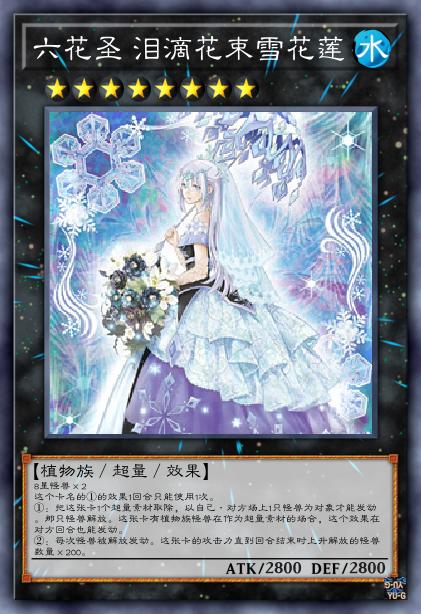 六花圣 泪滴花束雪花莲
水
【植物族／超量／效果】
8星怪兽×2
这个卡名的①的效果1回合只能使用1次。
①：把这张卡1个超量素材取除，以自己·对方场上1只怪兽为对象才能发动
。那只怪兽解放。这张卡有植物族怪兽在作为超量素材的场合，这个效果在
对方回合也能发动。
②：每次怪兽被解放发动。这张卡的攻击力直到回合结束时上升解放的怪兽
数量×200。
ATK/2800 DEF/2800